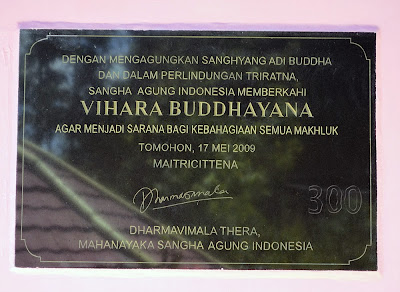 DENGAN MENGAGUNGKAN SANGHYANG ADI BUDDHA
DAN DALAM PERLINDUNGAN TRIRATNA,
SANGHA AGUNG INDONESIA MEMBERKAHI
VIHARA BUDDHAYANA
AGAR MENJADI SARANA BAGI KEBAHAGIAAN SEMUA MAKHLUK
TOMOHON, 17 MEI 2009
MAITRICITTENA
Dharmavimala
300
DHARMAVIMALA THERA,
MAHANAYAKA SANGHA AGUNG INDONESIA